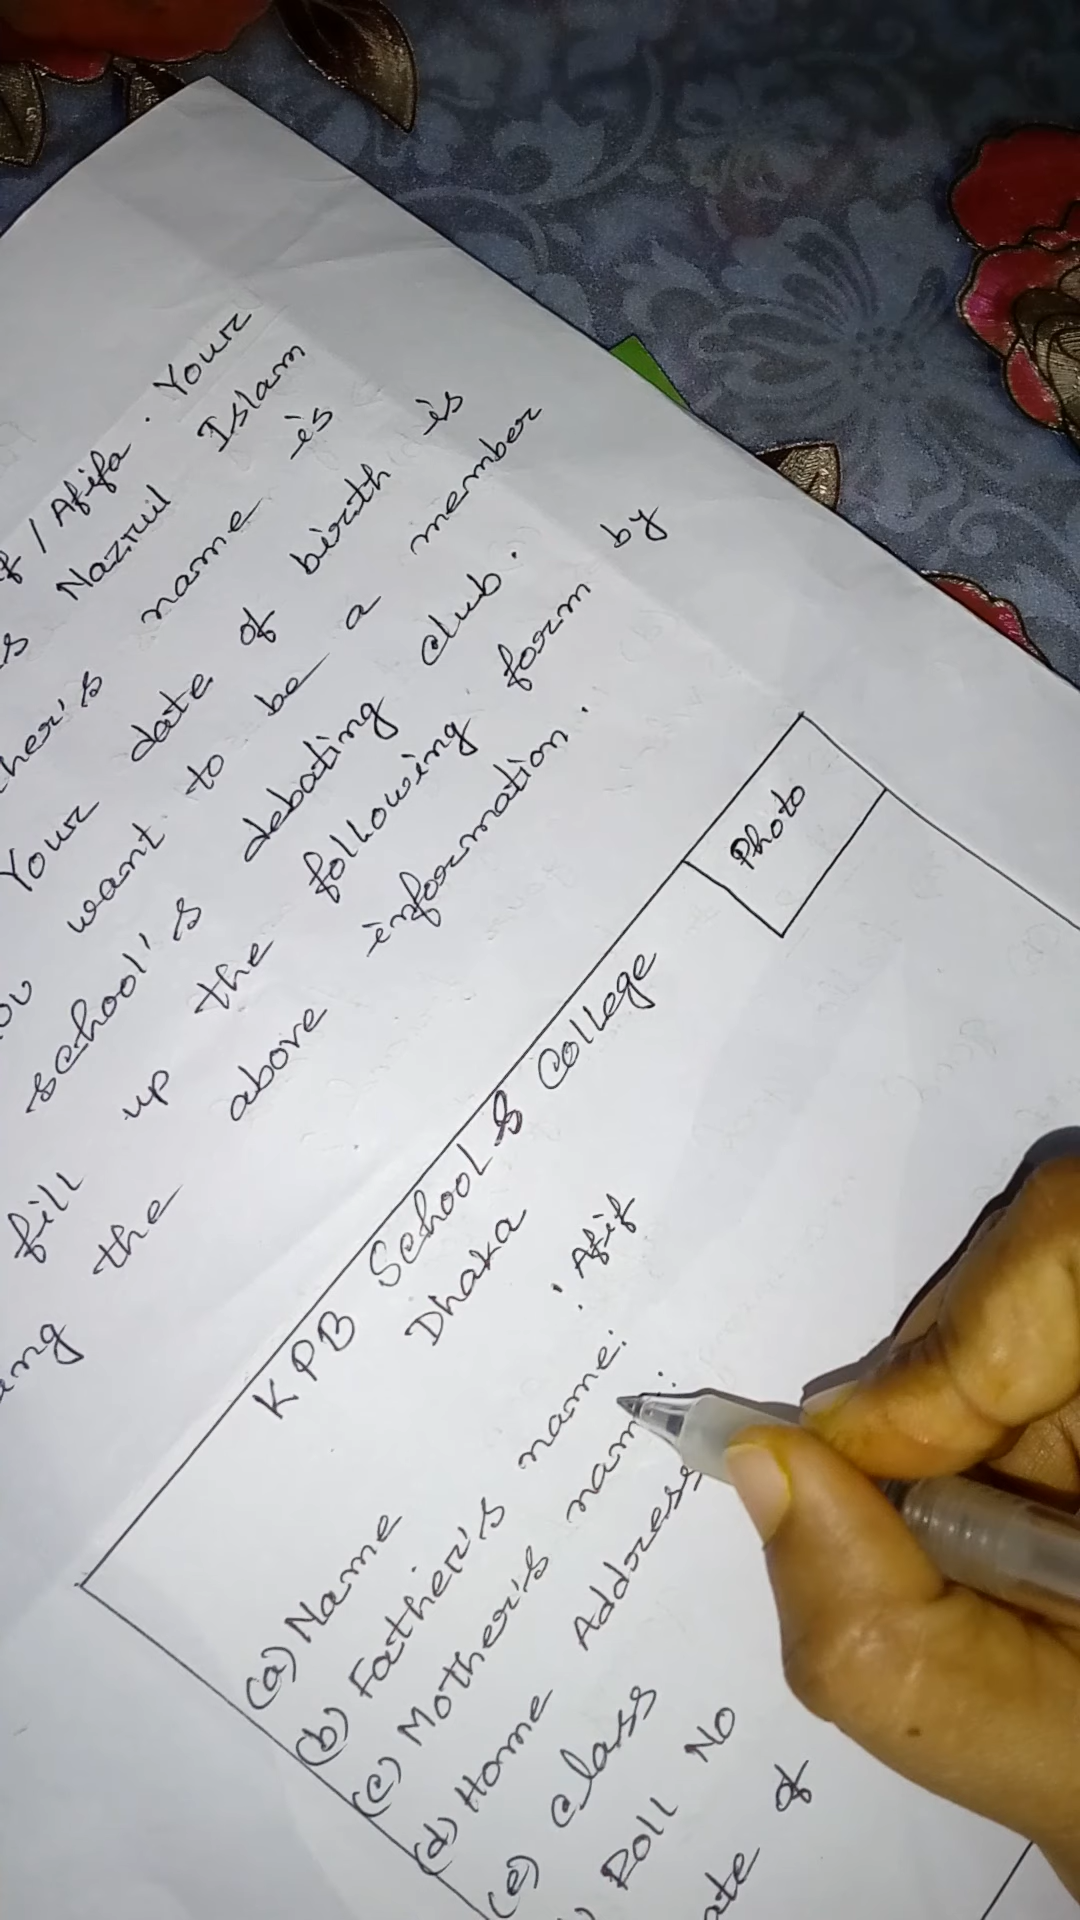 / Afifa. Your
Nazrul Islam
name is
Your date of birth is
want to be a member
school's debating club.
fill up the following form by
the above information.
Photo
KPB School & College
Dhaka
(a) Name : Afif
(b) Father's name:
(c) Mother's name:
(d) Home Address
(e) Class
Roll No
of